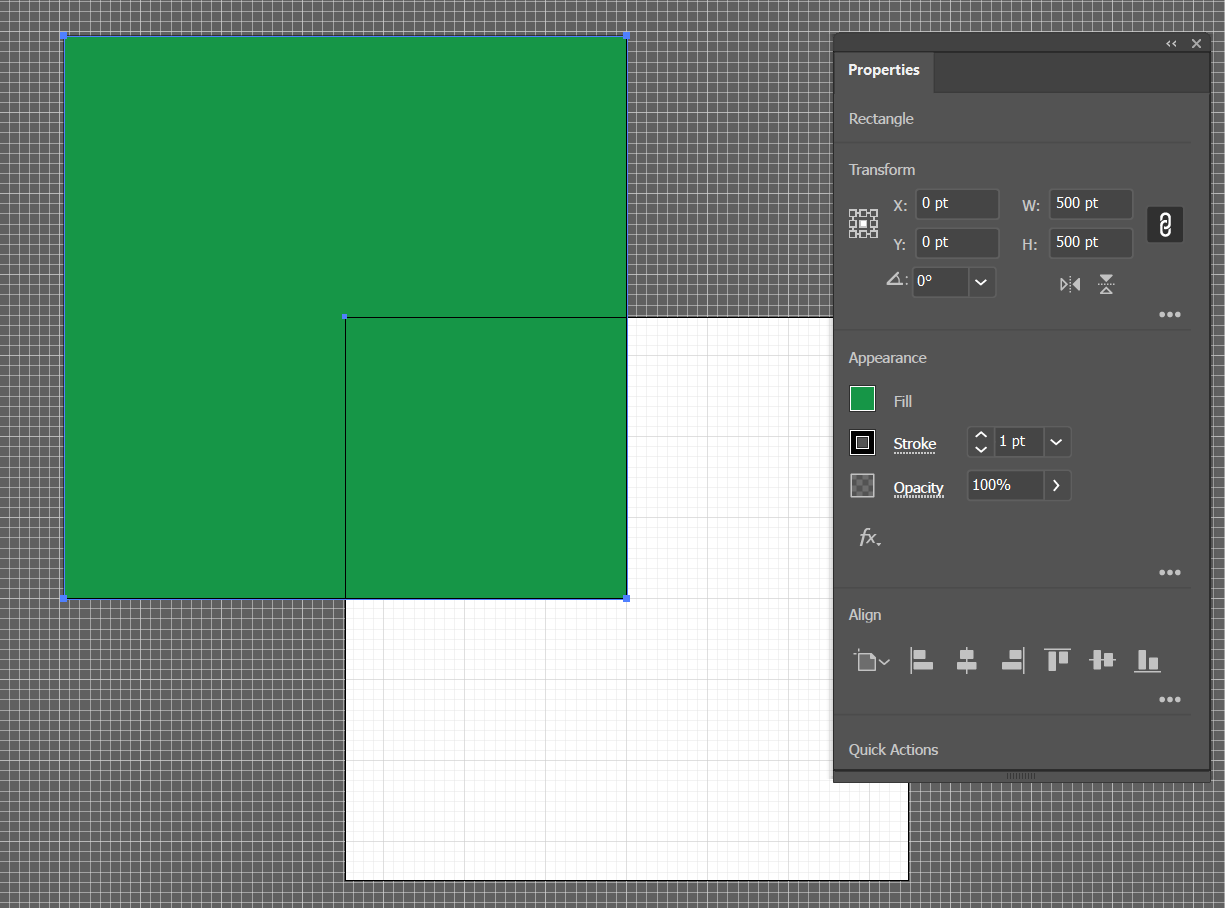 Properties
Rectangle
Transform
X: 0 pt W: 500 pt
Y: 0 pt H: 500 pt
: 0°
Appearance
Fill
Stroke 1 pt
Opacity 100%
fx.
Align
Quick Actions